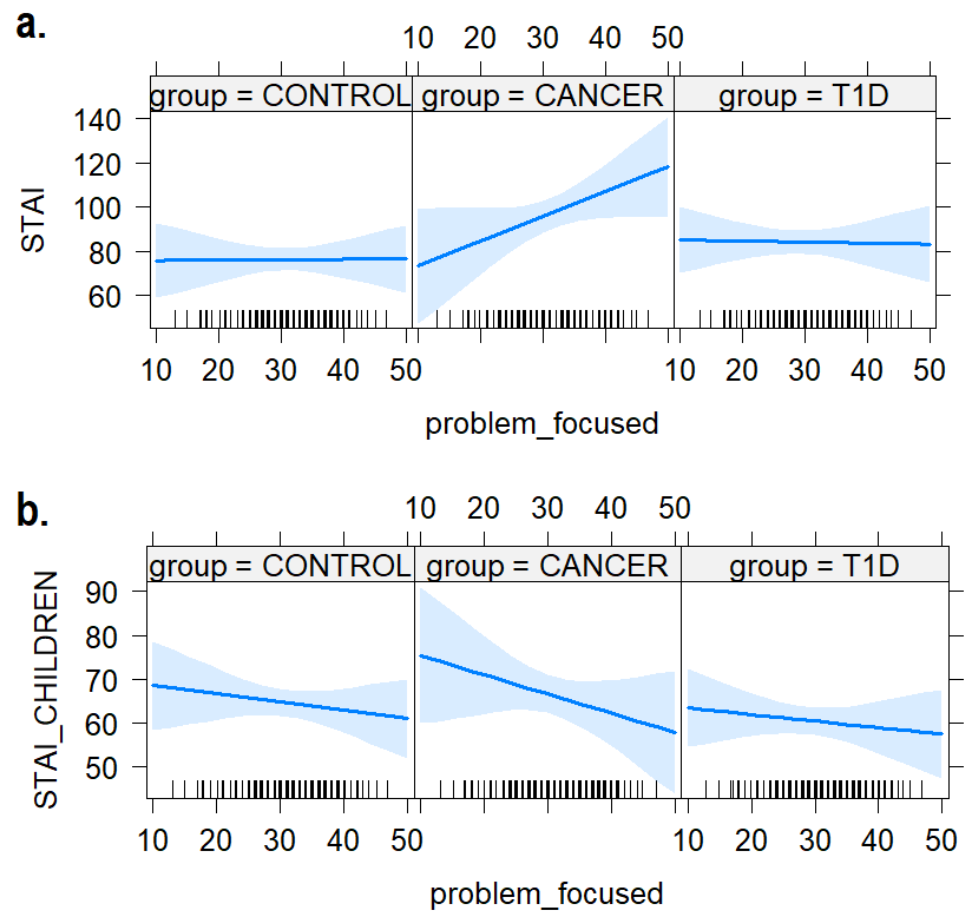 a.
10 20 30 40 50
group = CONTROL group = CANCER group = T1D
140
120
100
80
60
STAI
10 20 30 40 50 10 20 30 40 50
problem_focused
b.
10 20 30 40 50
group = CONTROL group = CANCER group = T1D
90
80
70
60
50
STAI_CHILDREN
10 20 30 40 50 10 20 30 40 50
problem_focused